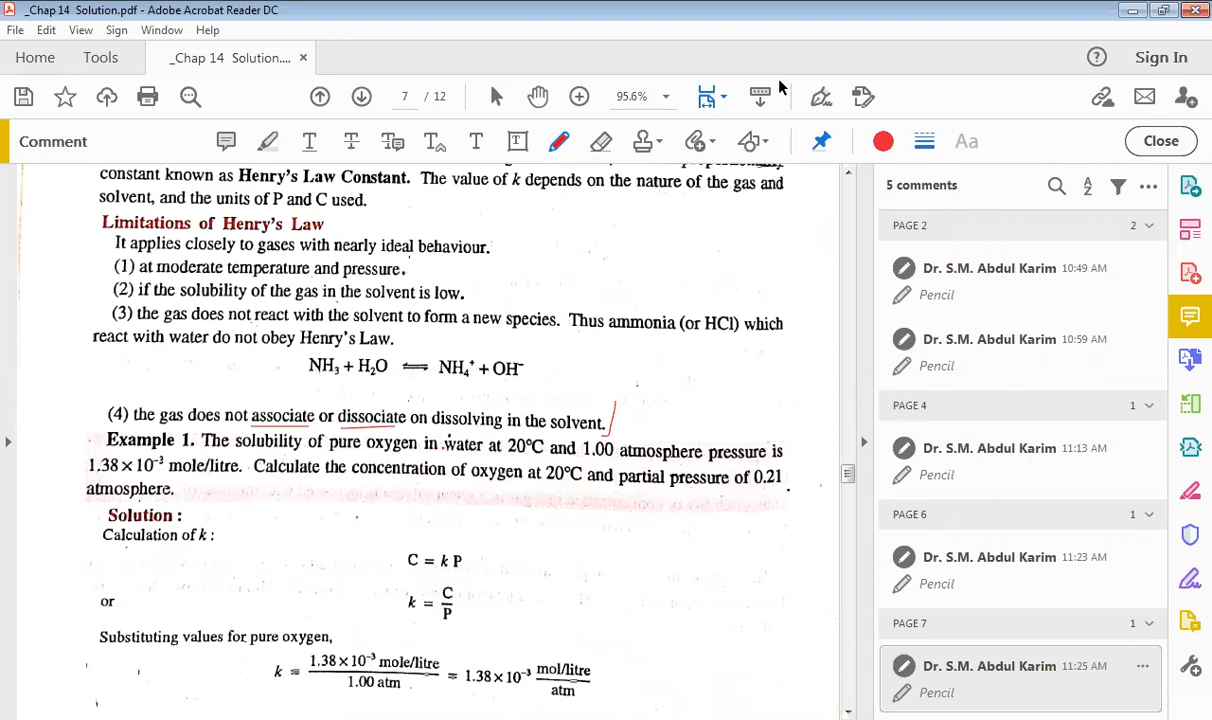 _Chap 14 Solution.pdf - Adobe Acrobat Reader DC
File Edit View Sign Window Help
Home Tools _Chap 14 Solution.... × Sign In
7 / 12 95.6%
Comment Aa Close
constant known as Henry's Law Constant. The value of k depends on the nature of the gas and
solvent, and the units of P and C used.
Limitations of Henry's Law
It applies closely to gases with nearly ideal behaviour.
(1) at moderate temperature and pressure.
(2) if the solubility of the gas in the solvent is low.
(3) the gas does not react with the solvent to form a new species. Thus ammonia (or HCl) which
react with water do not obey Henry's Law.
NH₃ + H₂O ⇌ NH₄⁺ + OH⁻
(4) the gas does not associate or dissociate on dissolving in the solvent.
Example 1. The solubility of pure oxygen in water at 20°C and 1.00 atmosphere pressure is
1.38 × 10⁻³ mole/litre. Calculate the concentration of oxygen at 20°C and partial pressure of 0.21
atmosphere.
Solution :
Calculation of k :
C = k P
or k = C/P
Substituting values for pure oxygen,
k = 1.38 × 10⁻³ mole/litre / 1.00 atm = 1.38 × 10⁻³ mol/litre / atm
5 comments
PAGE 2 2
Dr. S.M. Abdul Karim 10:49 AM
Pencil
Dr. S.M. Abdul Karim 10:59 AM
Pencil
PAGE 4 1
Dr. S.M. Abdul Karim 11:13 AM
Pencil
PAGE 6 1
Dr. S.M. Abdul Karim 11:23 AM
Pencil
PAGE 7 1
Dr. S.M. Abdul Karim 11:25 AM
Pencil